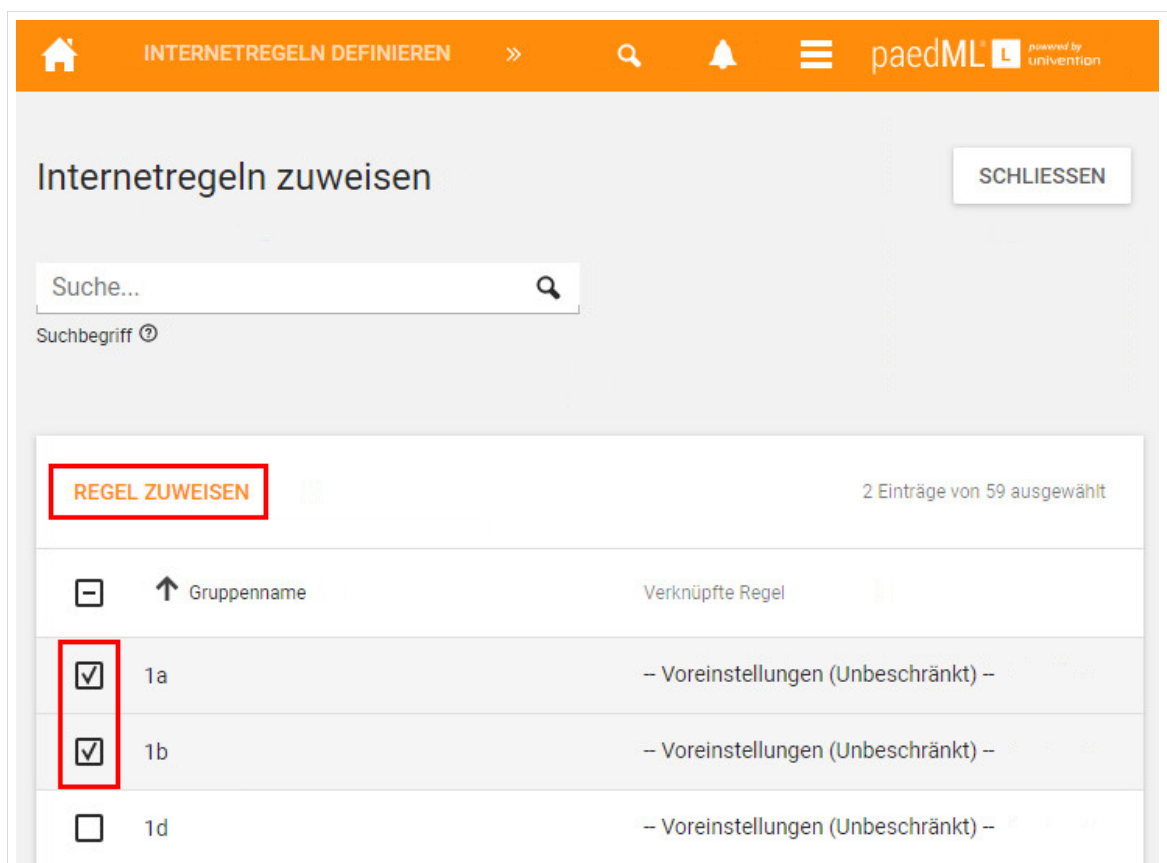 INTERNETREGELN DEFINIEREN »
paedML L powered by
univention
Internetregeln zuweisen
SCHLIESSEN
Suche...
Suchbegriff
REGEL ZUWEISEN
2 Einträge von 59 ausgewählt
Gruppenname Verknüpfte Regel
1a -- Voreinstellungen (Unbeschränkt) --
1b -- Voreinstellungen (Unbeschränkt) --
1d -- Voreinstellungen (Unbeschränkt) --